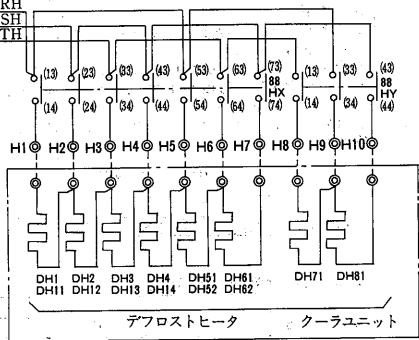 RH
SH
TH
(13) (23) (33) (43) (53) (63) (73) (13) (33) (43)
88 HX
88 HY
(14) (24) (34) (44) (54) (64) (74) (14) (34) (44)
H1 H2 H3 H4 H5 H6 H7 H8 H9 H10
DH1 DH2 DH3 DH4 DH51 DH61 DH71 DH81
DH11 DH12 DH13 DH14 DH52 DH62
デフロストヒータ クーラユニット